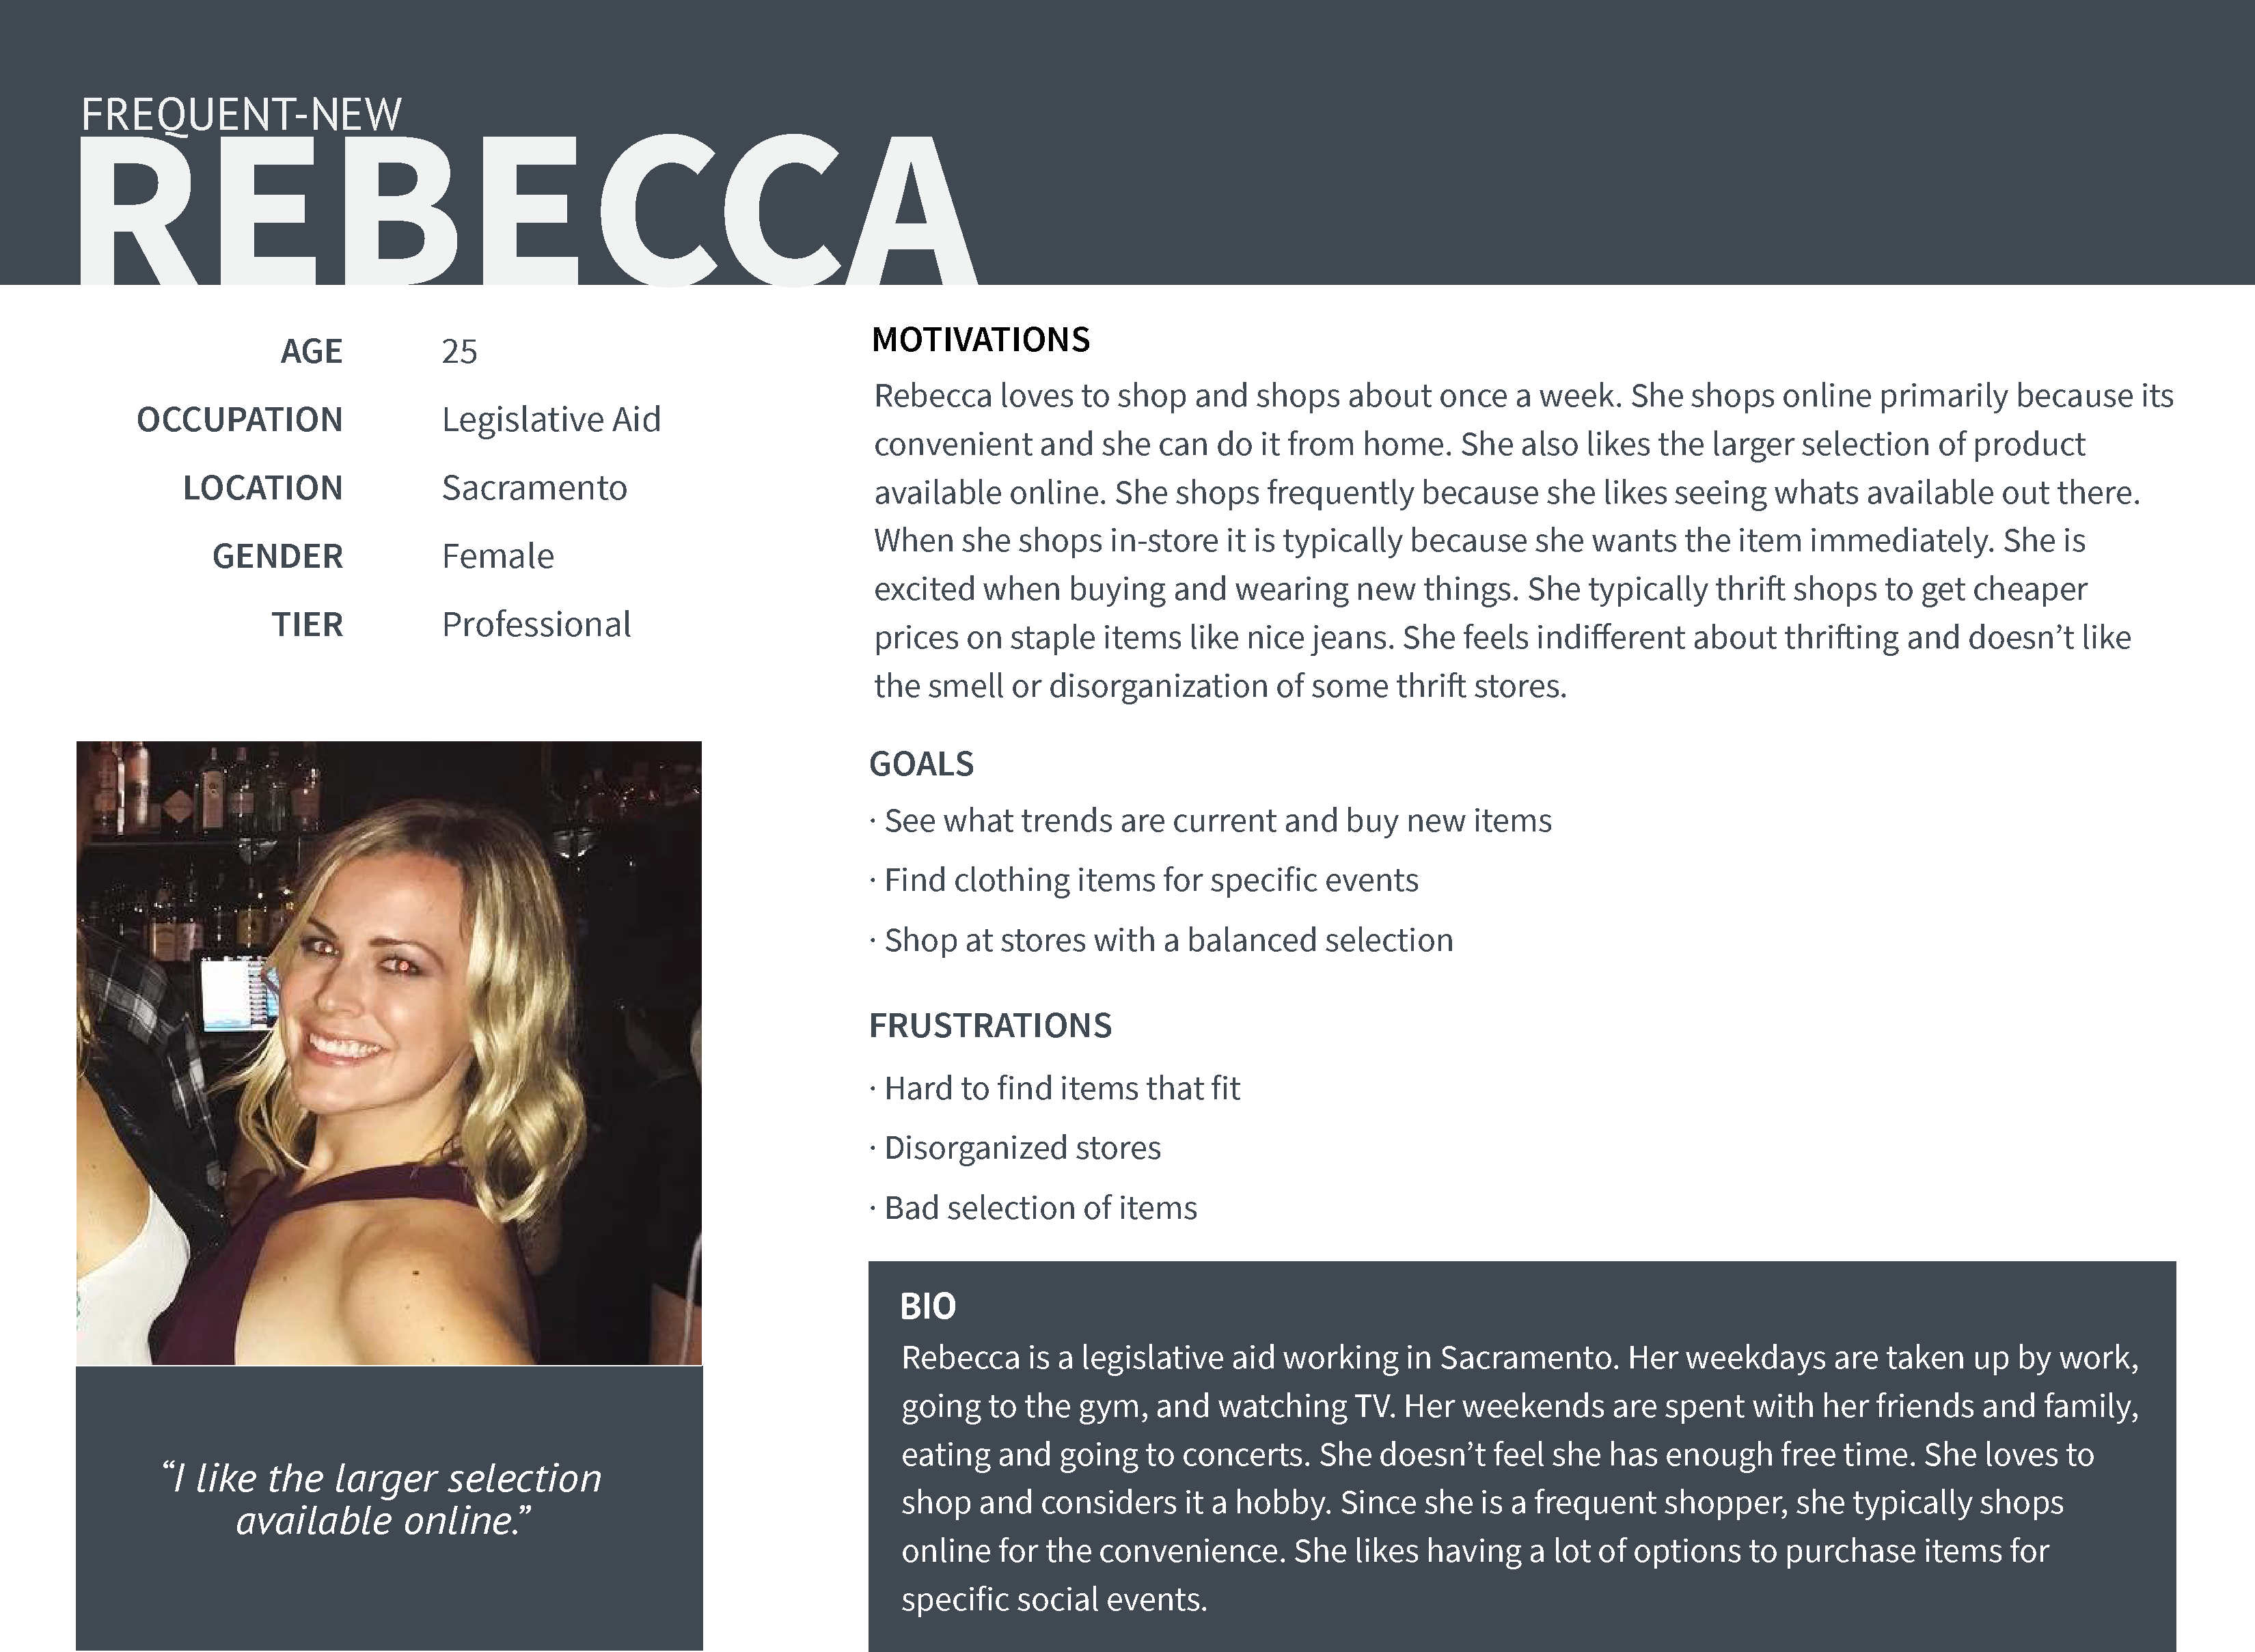 FREQUENT-NEW
REBECCA
AGE 25
OCCUPATION Legislative Aid
LOCATION Sacramento
GENDER Female
TIER Professional
“I like the larger selection
available online.”
MOTIVATIONS
Rebecca loves to shop and shops about once a week. She shops online primarily because its
convenient and she can do it from home. She also likes the larger selection of product
available online. She shops frequently because she likes seeing whats available out there.
When she shops in-store it is typically because she wants the item immediately. She is
excited when buying and wearing new things. She typically thrift shops to get cheaper
prices on staple items like nice jeans. She feels indifferent about thrifting and doesn’t like
the smell or disorganization of some thrift stores.
GOALS
· See what trends are current and buy new items
· Find clothing items for specific events
· Shop at stores with a balanced selection
FRUSTRATIONS
· Hard to find items that fit
· Disorganized stores
· Bad selection of items
BIO
Rebecca is a legislative aid working in Sacramento. Her weekdays are taken up by work,
going to the gym, and watching TV. Her weekends are spent with her friends and family,
eating and going to concerts. She doesn’t feel she has enough free time. She loves to
shop and considers it a hobby. Since she is a frequent shopper, she typically shops
online for the convenience. She likes having a lot of options to purchase items for
specific social events.